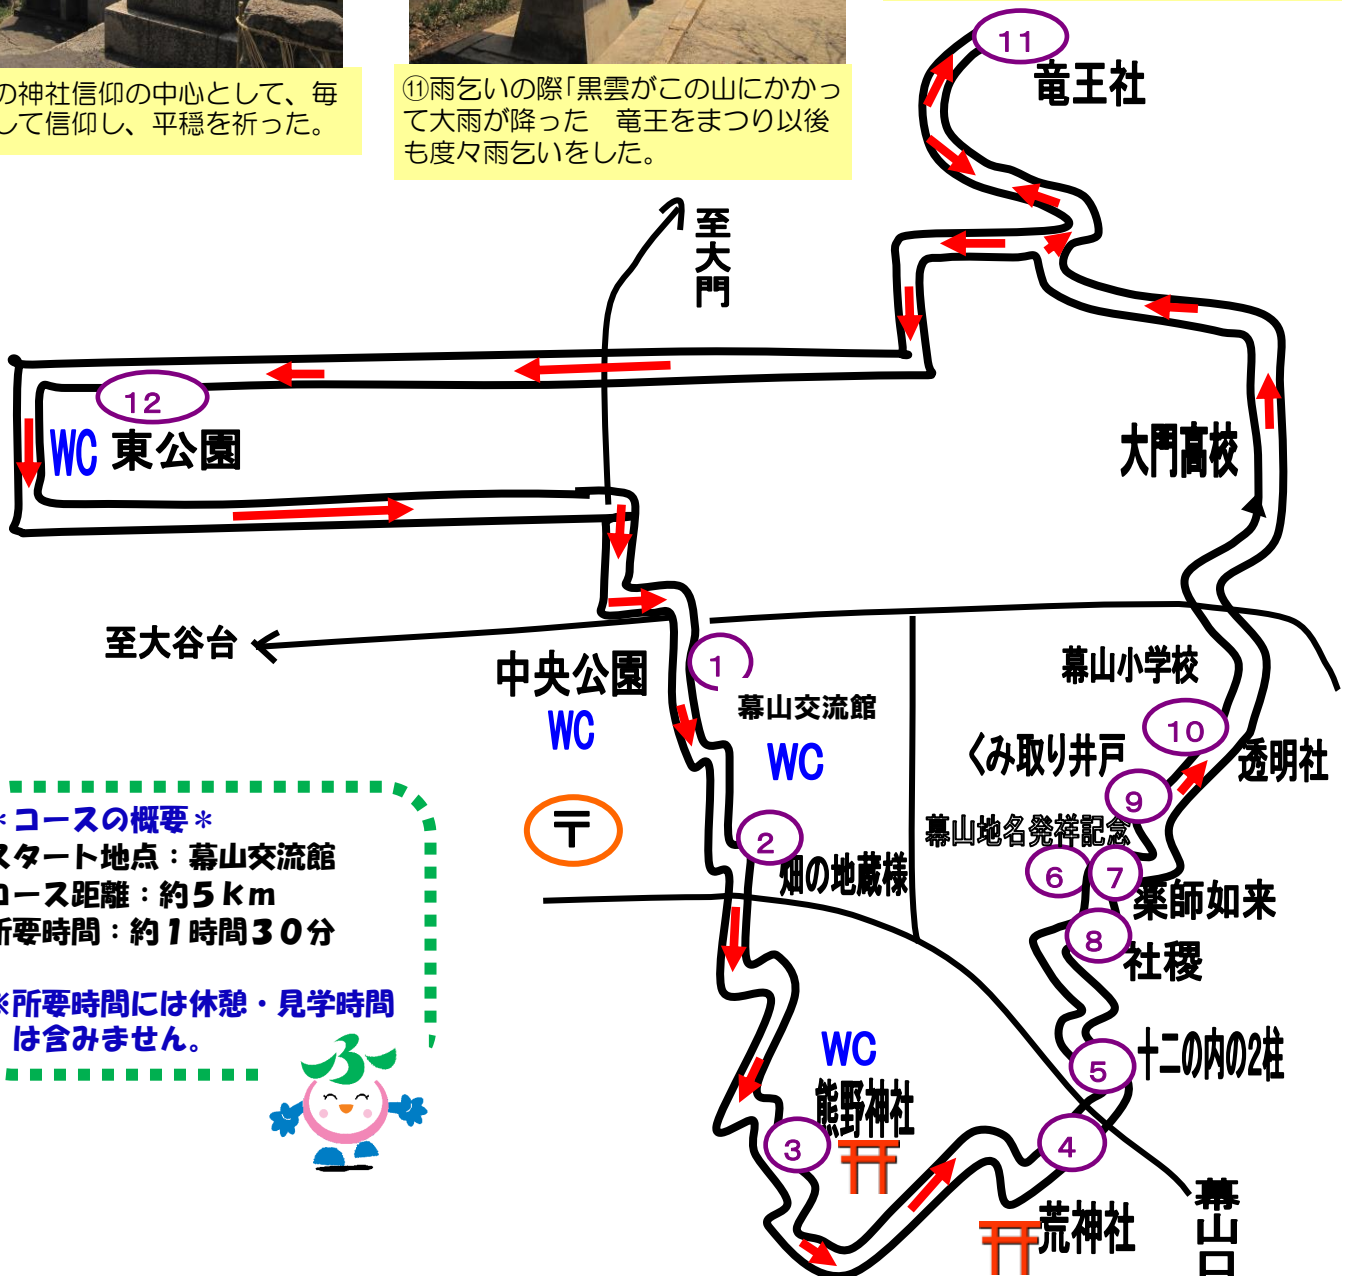 の神社信仰の中心として、毎
して信仰し、平穏を祈った。
⑪雨乞いの際「黒雲がこの山にかかっ
て大雨が降った　竜王をまつり以後
も度々雨乞いをした。
11
竜王社
至大門
12
WC 東公園
大門高校
至大谷台
中央公園
WC
1
幕山交流館
WC
幕山小学校
10
くみ取り井戸
透明社
9
〒
2
畑の地蔵様
幕山地名発祥記念
6
7
薬師如来
8
社稷
＊コースの概要＊
スタート地点：幕山交流館
コース距離：約５ｋｍ
所要時間：約１時間３０分
※所要時間には休憩・見学時間
は含みません。
ふ
WC
熊野神社
3
5
十二の内の2柱
4
荒神社
幕山口